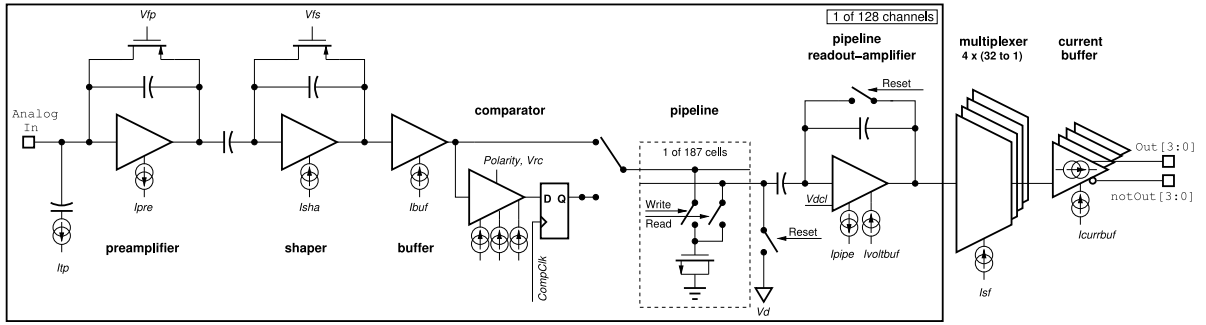 Vfp
Vfs
1 of 128 channels
pipeline
readout−amplifier
multiplexer
4 x (32 to 1)
current
buffer
Reset
Analog
In
comparator
pipeline
1 of 187 cells
Out[3:0]
notOut[3:0]
Polarity, Vrc
D Q
Write
Read
Vdcl
Reset
Ipre
Isha
Ibuf
Ipipe
Ivoltbuf
Icurrbuf
preamplifier
shaper
buffer
CompClk
Itp
Vd
Isf